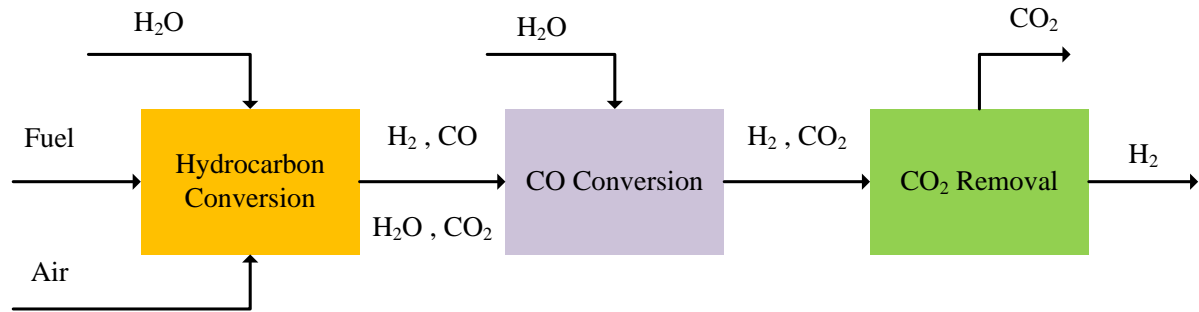 H₂O
H₂O
CO₂
Fuel
Hydrocarbon
Conversion
H₂ , CO
CO Conversion
H₂, CO₂
CO₂ Removal
H₂
H₂O , CO₂
Air